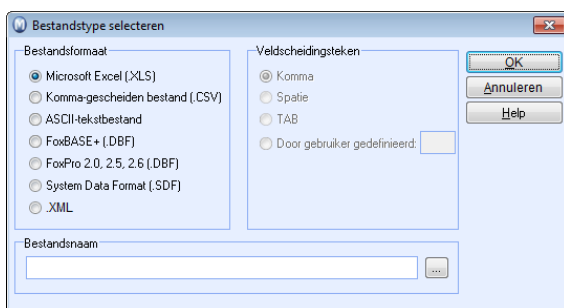 Bestandstype selecteren
Bestandsformaat
Microsoft Excel (.XLS)
Komma-gescheiden bestand (.CSV)
ASCII-tekstbestand
FoxBASE+ (.DBF)
FoxPro 2.0, 2.5, 2.6 (.DBF)
System Data Format (.SDF)
.XML
Veldscheidingsteken
Komma
Spatie
TAB
Door gebruiker gedefinieerd:
OK
Annuleren
Help
Bestandsnaam
...